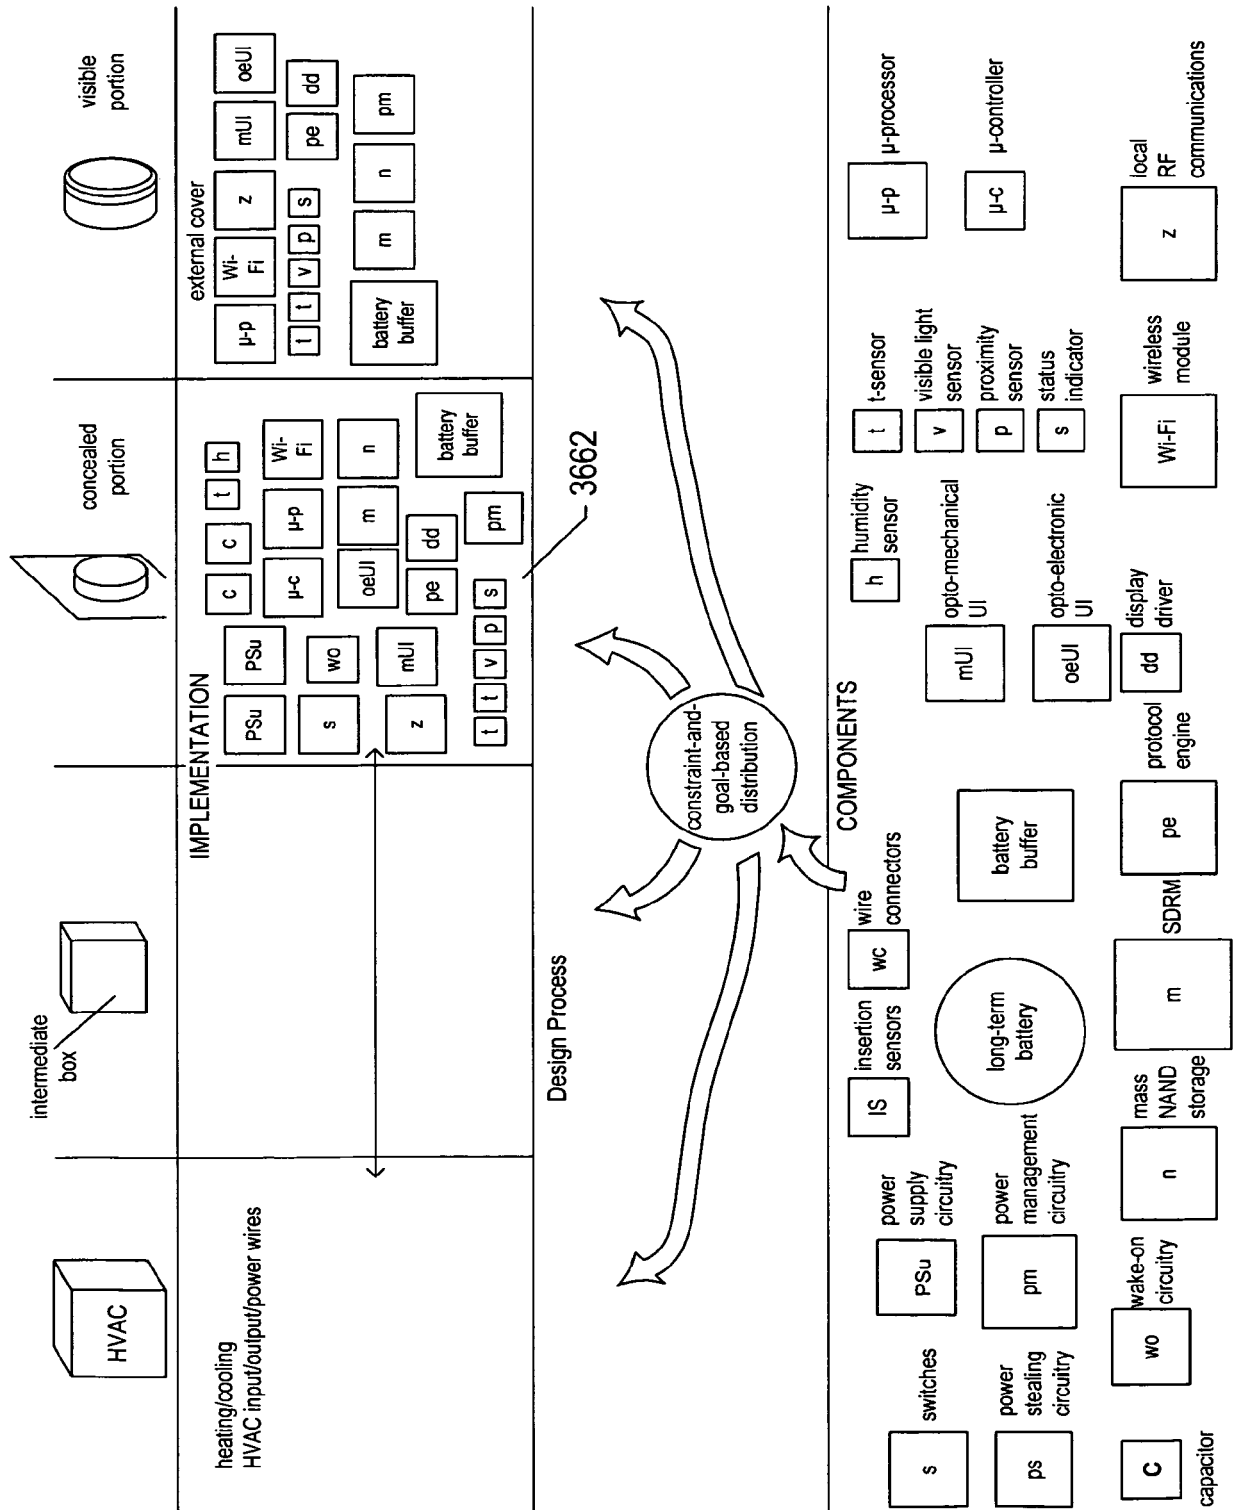 HVAC
intermediate
box
concealed
portion
visible
portion
heating/cooling
HVAC input/output/power wires
IMPLEMENTATION
PSu
PSu
c
c
t
h
s
wo
μ-c
μ-p
Wi-
Fi
z
mUI
oeUI
m
n
pe
dd
battery
buffer
t
t
v
p
s
pm
3662
external cover
μ-p
Wi-
Fi
z
mUI
oeUI
t
t
v
p
s
pe
dd
battery
buffer
m
n
pm
Design Process
constraint-and-
goal-based
distribution
COMPONENTS
s
switches
PSu
power
supply
circuitry
IS
insertion
sensors
wc
wire
connectors
h
humidity
sensor
t
t-sensor
v
visible light
sensor
p
proximity
sensor
s
status
indicator
μ-p
μ-processor
μ-c
μ-controller
ps
power
stealing
circuitry
pm
power
management
circuitry
long-term
battery
battery
buffer
mUI
opto-mechanical
UI
oeUI
opto-electronic
UI
C
capacitor
wo
wake-on
circuitry
n
mass
NAND
storage
m
SDRM
pe
protocol
engine
dd
display
driver
Wi-Fi
wireless
module
z
local
RF
communications